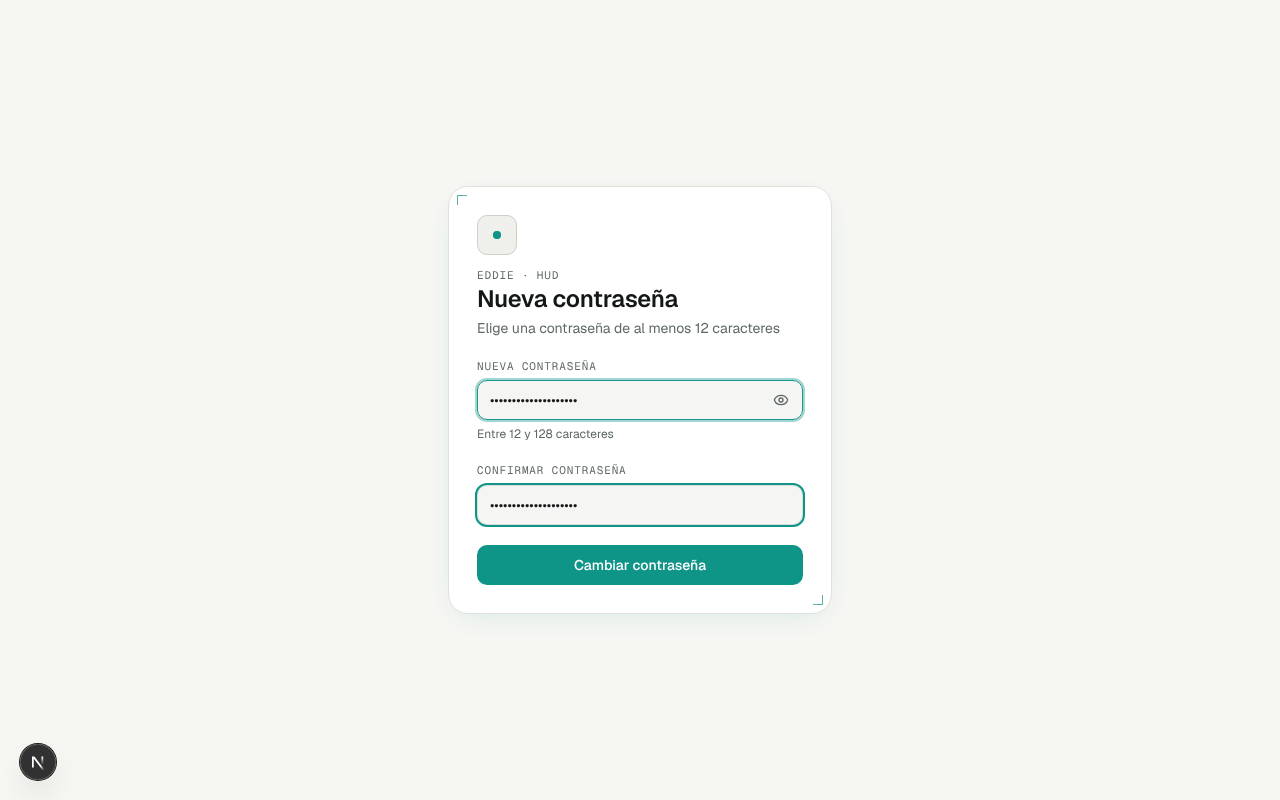 EDDIE · HUD
Nueva contraseña
Elige una contraseña de al menos 12 caracteres
NUEVA CONTRASEÑA
••••••••••••••••••••
Entre 12 y 128 caracteres
CONFIRMAR CONTRASEÑA
••••••••••••••••••••
Cambiar contraseña
N